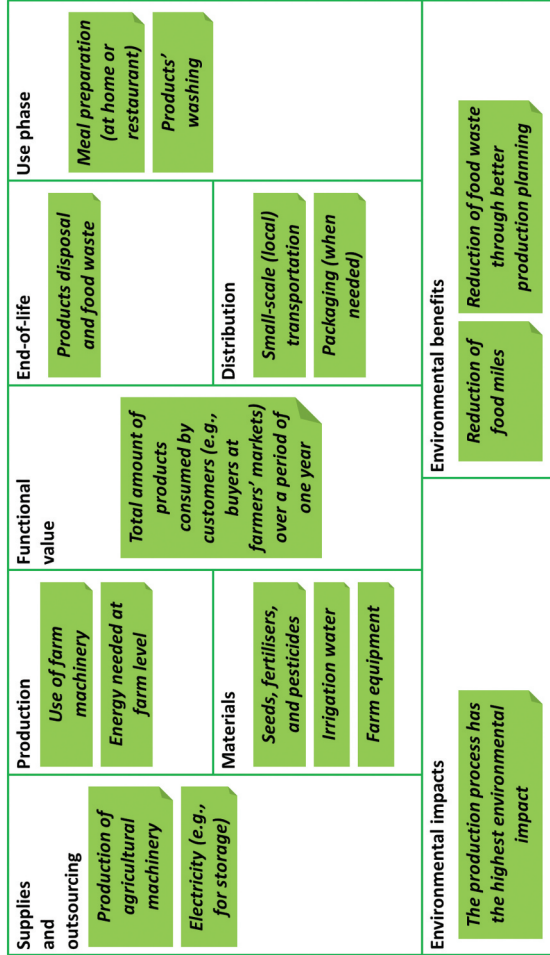 Supplies
and
outsourcing
Production of
agricultural
machinery
Electricity (e.g.,
for storage)
Production
Use of farm
machinery
Energy needed at
farm level
Materials
Seeds, fertilisers,
and pesticides
Irrigation water
Farm equipment
Functional
value
Total amount of
products
consumed by
customers (e.g.,
buyers at
farmers’ markets)
over a period of
one year
End-of-life
Products disposal
and food waste
Distribution
Small-scale (local)
transportation
Packaging (when
needed)
Use phase
Meal preparation
(at home or
restaurant)
Products’
washing
Environmental impacts
The production process has
the highest environmental
impact
Environmental benefits
Reduction of
food miles
Reduction of food waste
through better
production planning